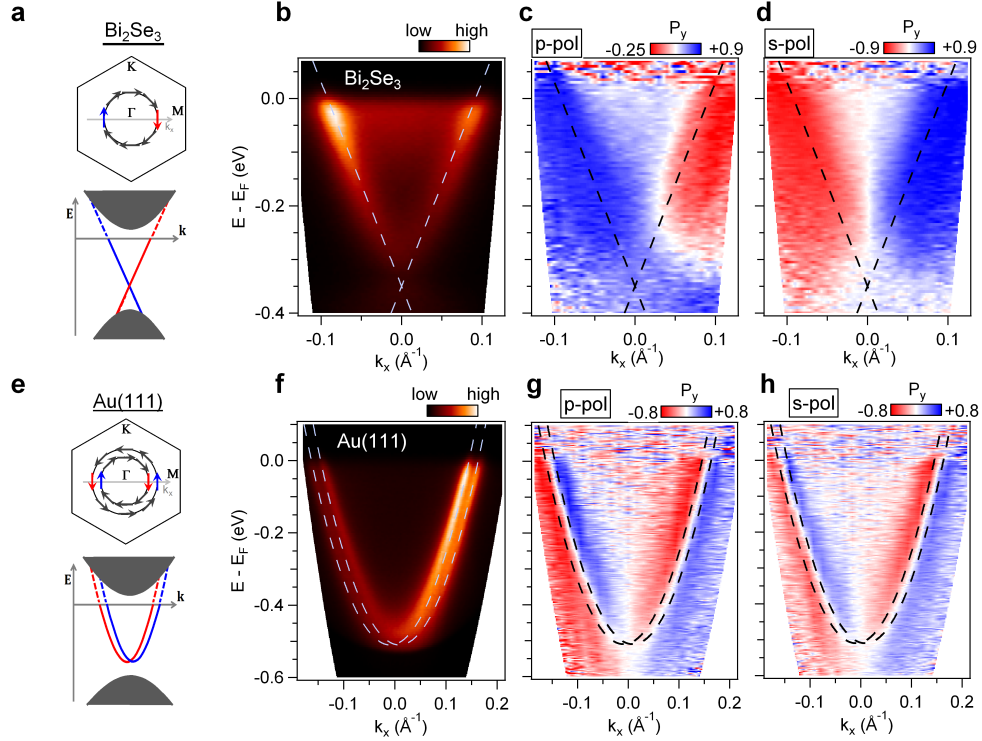 a
Bi2Se3
K
Γ
M
kx
E
k
b
low high
Bi2Se3
0.0
-0.2
-0.4
E - EF (eV)
-0.1 0.0 0.1
kx (Å-1)
c
p-pol
Py
-0.25 +0.9
-0.1 0.0 0.1
kx (Å-1)
d
s-pol
Py
-0.9 +0.9
-0.1 0.0 0.1
kx (Å-1)
e
Au(111)
K
Γ
M
kx
E
k
f
low high
Au(111)
0.0
-0.2
-0.4
-0.6
E - EF (eV)
-0.1 0.0 0.1 0.2
kx (Å-1)
g
p-pol
Py
-0.8 +0.8
-0.1 0.0 0.1 0.2
kx (Å-1)
h
s-pol
Py
-0.8 +0.8
-0.1 0.0 0.1 0.2
kx (Å-1)